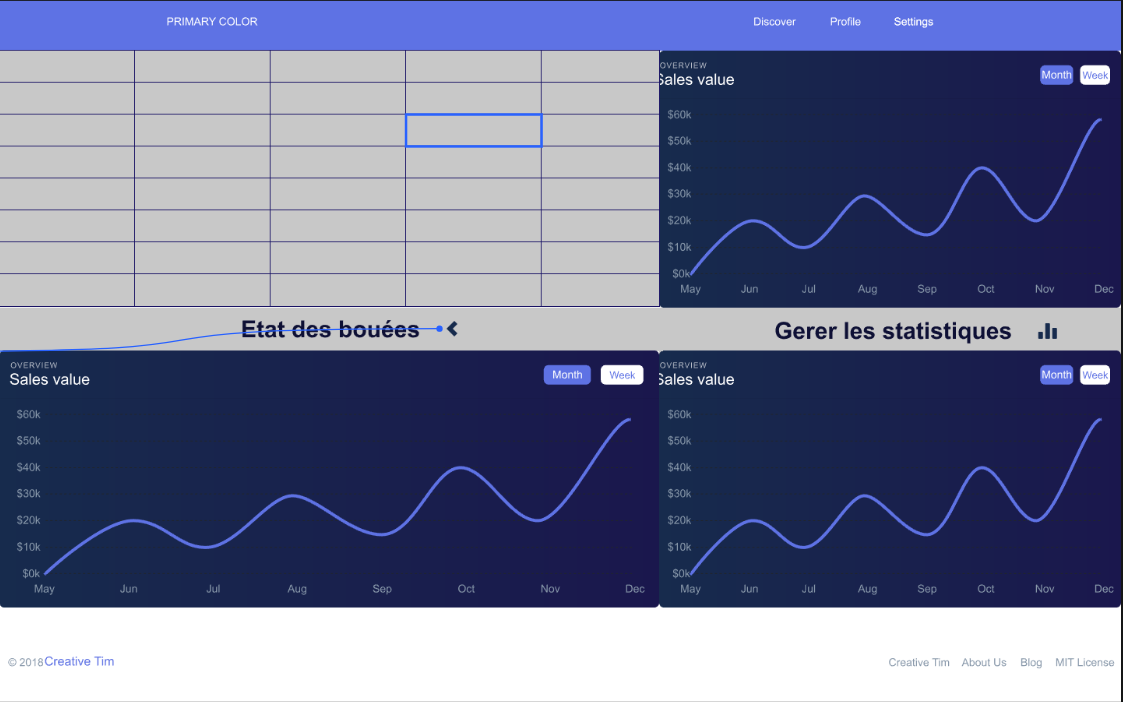 PRIMARY COLOR Discover Profile Settings
OVERVIEW
Sales value Month Week
$60k
$50k
$40k
$30k
$20k
$10k
$0k
May Jun Jul Aug Sep Oct Nov Dec
Etat des bouées Gerer les statistiques
OVERVIEW
Sales value Month Week
$60k
$50k
$40k
$30k
$20k
$10k
$0k
May Jun Jul Aug Sep Oct Nov Dec
OVERVIEW
Sales value Month Week
$60k
$50k
$40k
$30k
$20k
$10k
$0k
May Jun Jul Aug Sep Oct Nov Dec
© 2018 Creative Tim Creative Tim About Us Blog MIT License